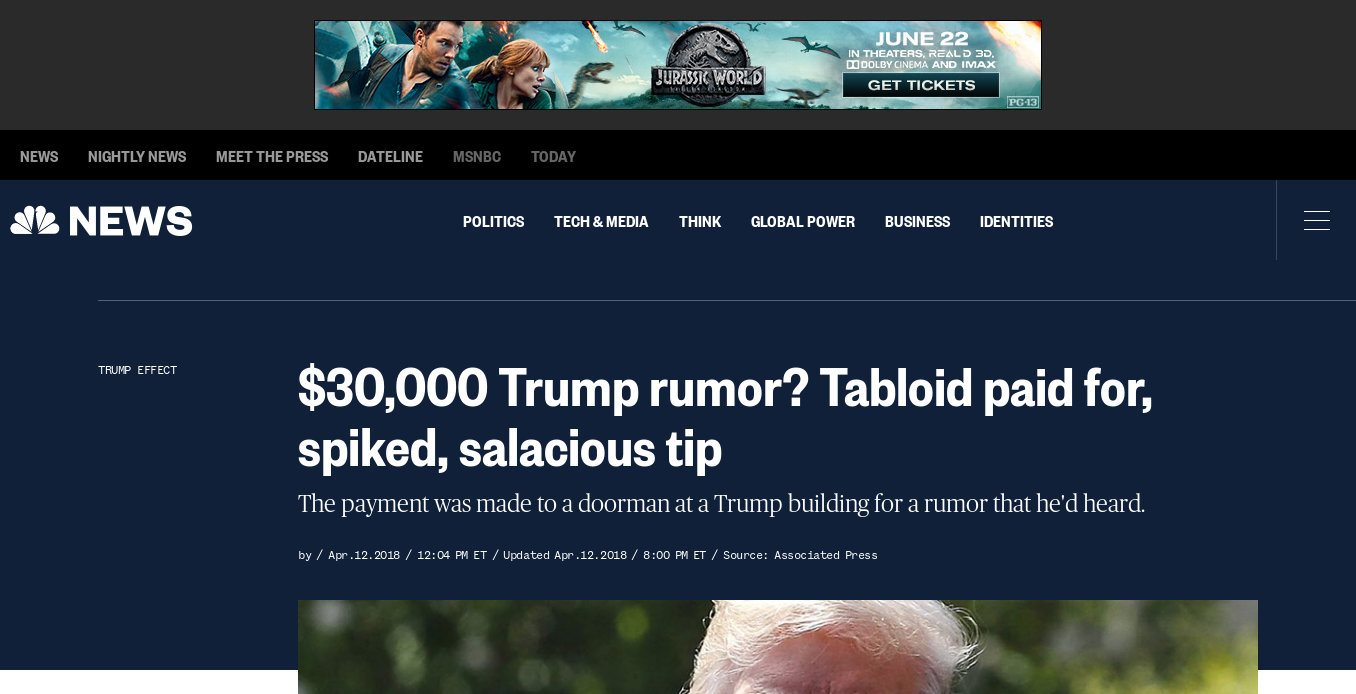 JUNE 22
IN THEATERS, REAL D 3D,
DOLBY CINEMA AND IMAX
JURASSIC WORLD
GET TICKETS
PG-13
NEWS NIGHTLY NEWS MEET THE PRESS DATELINE MSNBC TODAY
NEWS
POLITICS TECH & MEDIA THINK GLOBAL POWER BUSINESS IDENTITIES
TRUMP EFFECT
$30,000 Trump rumor? Tabloid paid for,
spiked, salacious tip
The payment was made to a doorman at a Trump building for a rumor that he'd heard.
by / Apr.12.2018 / 12:04 PM ET / Updated Apr.12.2018 / 8:00 PM ET / Source: Associated Press